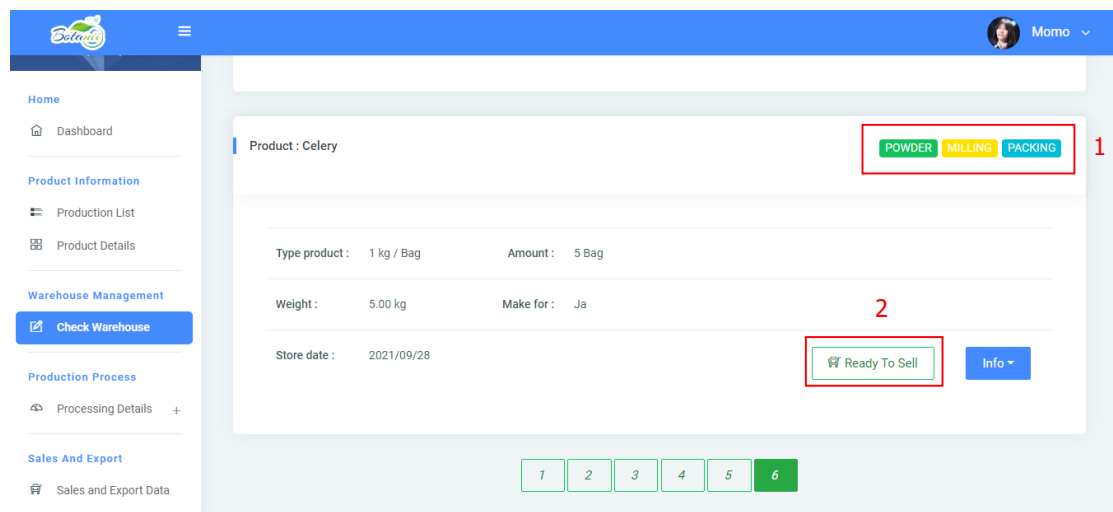 Botanic
Momo
Home
Dashboard
Product Information
Production List
Product Details
Warehouse Management
Check Warehouse
Production Process
Processing Details +
Sales And Export
Sales and Export Data
Product : Celery
POWDER MILLING PACKING
1
Type product : 1 kg / Bag Amount : 5 Bag
Weight : 5.00 kg Make for : Ja
2
Store date : 2021/09/28
Ready To Sell Info
1 2 3 4 5 6